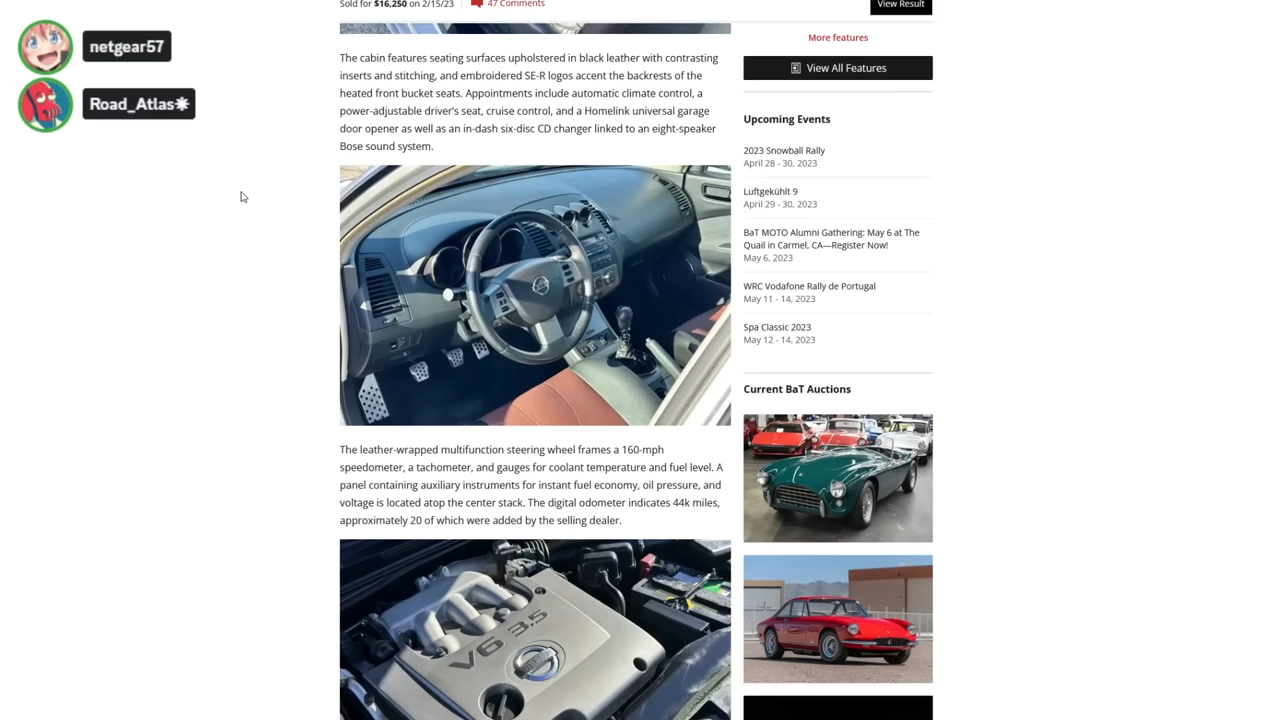 Sold for $16,250 on 2/15/23
47 Comments
View Result
netgear57
Road_Atlas✱
The cabin features seating surfaces upholstered in black leather with contrasting
inserts and stitching, and embroidered SE-R logos accent the backrests of the
heated front bucket seats. Appointments include automatic climate control, a
power-adjustable driver's seat, cruise control, and a Homelink universal garage
door opener as well as an in-dash six-disc CD changer linked to an eight-speaker
Bose sound system.
The leather-wrapped multifunction steering wheel frames a 160-mph
speedometer, a tachometer, and gauges for coolant temperature and fuel level. A
panel containing auxiliary instruments for instant fuel economy, oil pressure, and
voltage is located atop the center stack. The digital odometer indicates 44k miles,
approximately 20 of which were added by the selling dealer.
V6 3.5
More features
View All Features
Upcoming Events
2023 Snowball Rally
April 28 - 30, 2023
Luftgekühlt 9
April 29 - 30, 2023
BaT MOTO Alumni Gathering: May 6 at The
Quail in Carmel, CA—Register Now!
May 6, 2023
WRC Vodafone Rally de Portugal
May 11 - 14, 2023
Spa Classic 2023
May 12 - 14, 2023
Current BaT Auctions